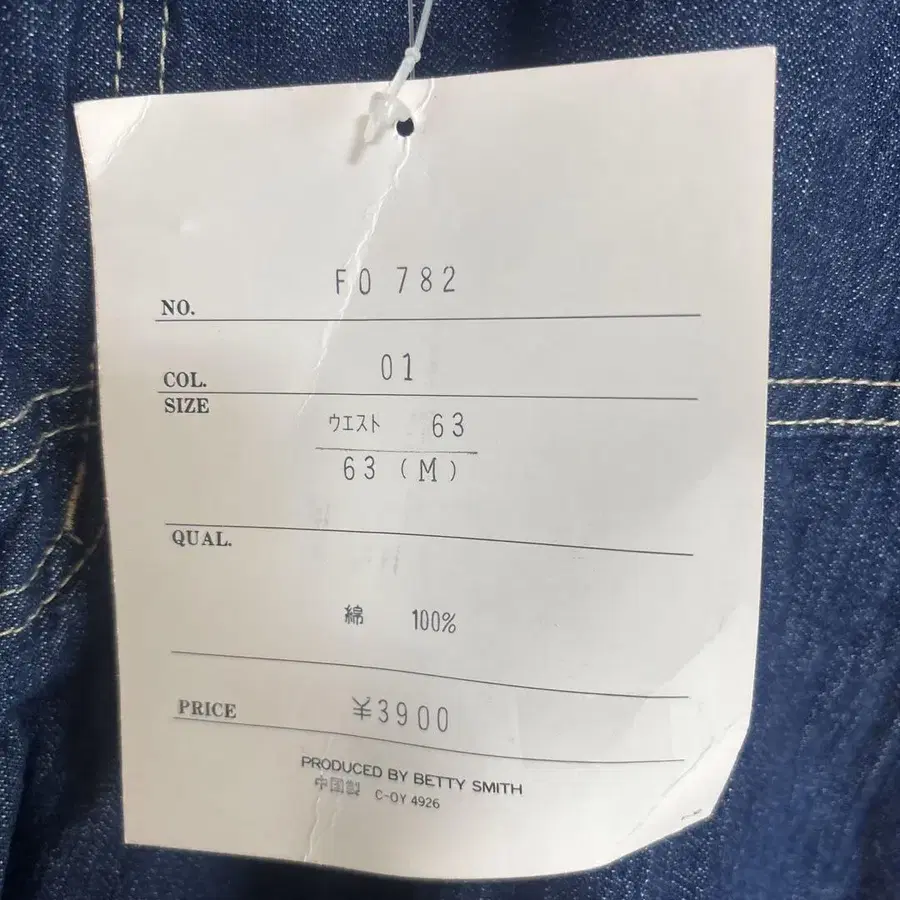 NO. FO 782
COL. 01
SIZE ウエスト 63
63 (M)
QUAL.
綿 100%
PRICE ¥3900
PRODUCED BY BETTY SMITH
中国製 C-OY 4926